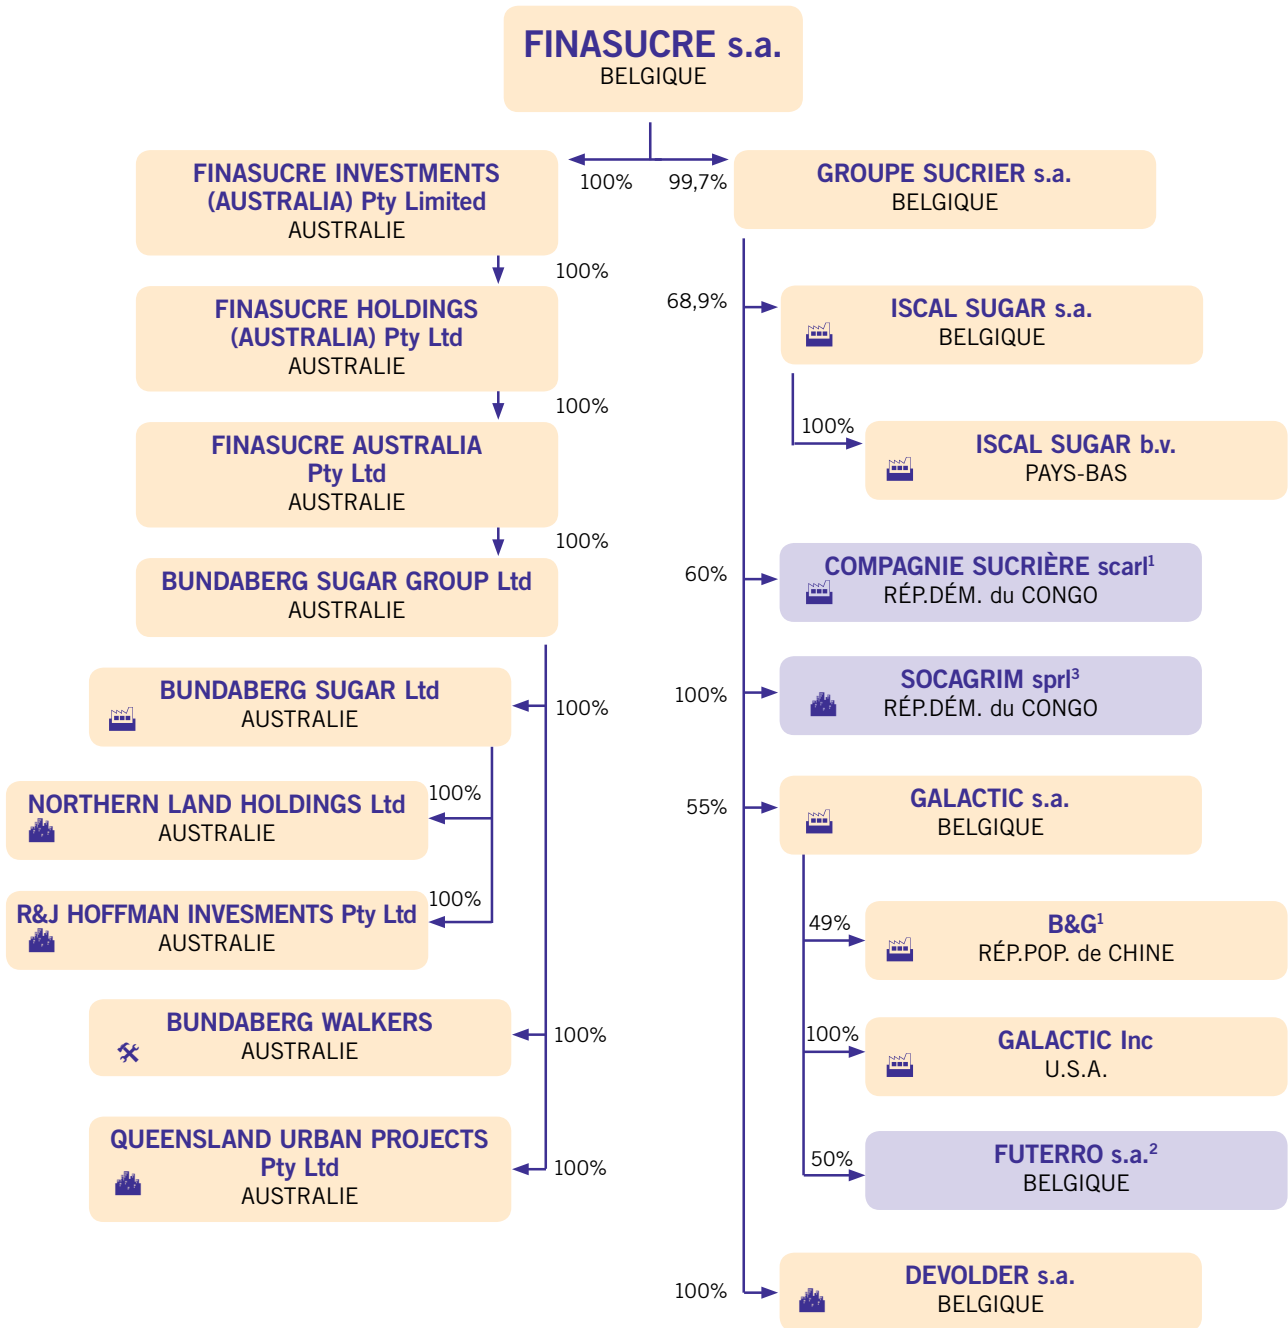 FINASUCRE s.a.
BELGIQUE
100%
99,7%
FINASUCRE INVESTMENTS
(AUSTRALIA) Pty Limited
AUSTRALIE
100%
FINASUCRE HOLDINGS
(AUSTRALIA) Pty Ltd
AUSTRALIE
100%
FINASUCRE AUSTRALIA
Pty Ltd
AUSTRALIE
100%
BUNDABERG SUGAR GROUP Ltd
AUSTRALIE
BUNDABERG SUGAR Ltd
AUSTRALIE
100%
NORTHERN LAND HOLDINGS Ltd
AUSTRALIE
100%
R&J HOFFMAN INVESMENTS Pty Ltd
AUSTRALIE
100%
BUNDABERG WALKERS
AUSTRALIE
100%
QUEENSLAND URBAN PROJECTS
Pty Ltd
AUSTRALIE
100%
GROUPE SUCRIER s.a.
BELGIQUE
68,9%
ISCAL SUGAR s.a.
BELGIQUE
100%
ISCAL SUGAR b.v.
PAYS-BAS
60%
COMPAGNIE SUCRIÈRE scarl¹
RÉP.DÉM. du CONGO
100%
SOCAGRIM sprl³
RÉP.DÉM. du CONGO
55%
GALACTIC s.a.
BELGIQUE
49%
B&G¹
RÉP.POP. de CHINE
100%
GALACTIC Inc
U.S.A.
50%
FUTERRO s.a.²
BELGIQUE
100%
DEVOLDER s.a.
BELGIQUE